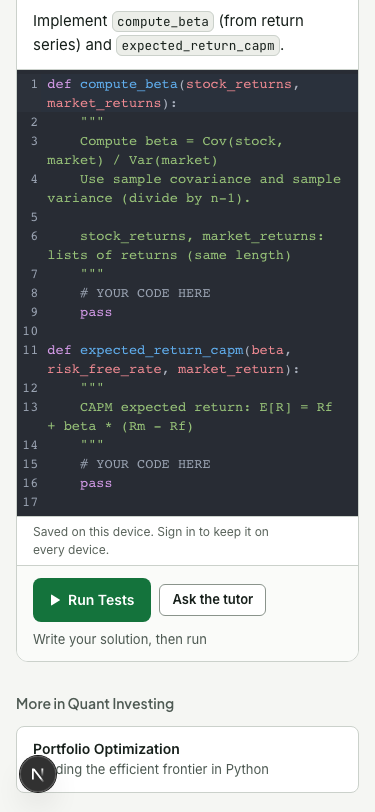 Implement compute_beta (from return
series) and expected_return_capm.
1 def compute_beta(stock_returns,
market_returns):
2     """
3     Compute beta = Cov(stock,
market) / Var(market)
4     Use sample covariance and sample
variance (divide by n-1).
5
6     stock_returns, market_returns:
lists of returns (same length)
7     """
8     # YOUR CODE HERE
9     pass
10
11 def expected_return_capm(beta,
risk_free_rate, market_return):
12     """
13     CAPM expected return: E[R] = Rf
+ beta * (Rm - Rf)
14     """
15     # YOUR CODE HERE
16     pass
17
Saved on this device. Sign in to keep it on
every device.
Run Tests
Ask the tutor
Write your solution, then run
More in Quant Investing
Portfolio Optimization
N
the efficient frontier in Python